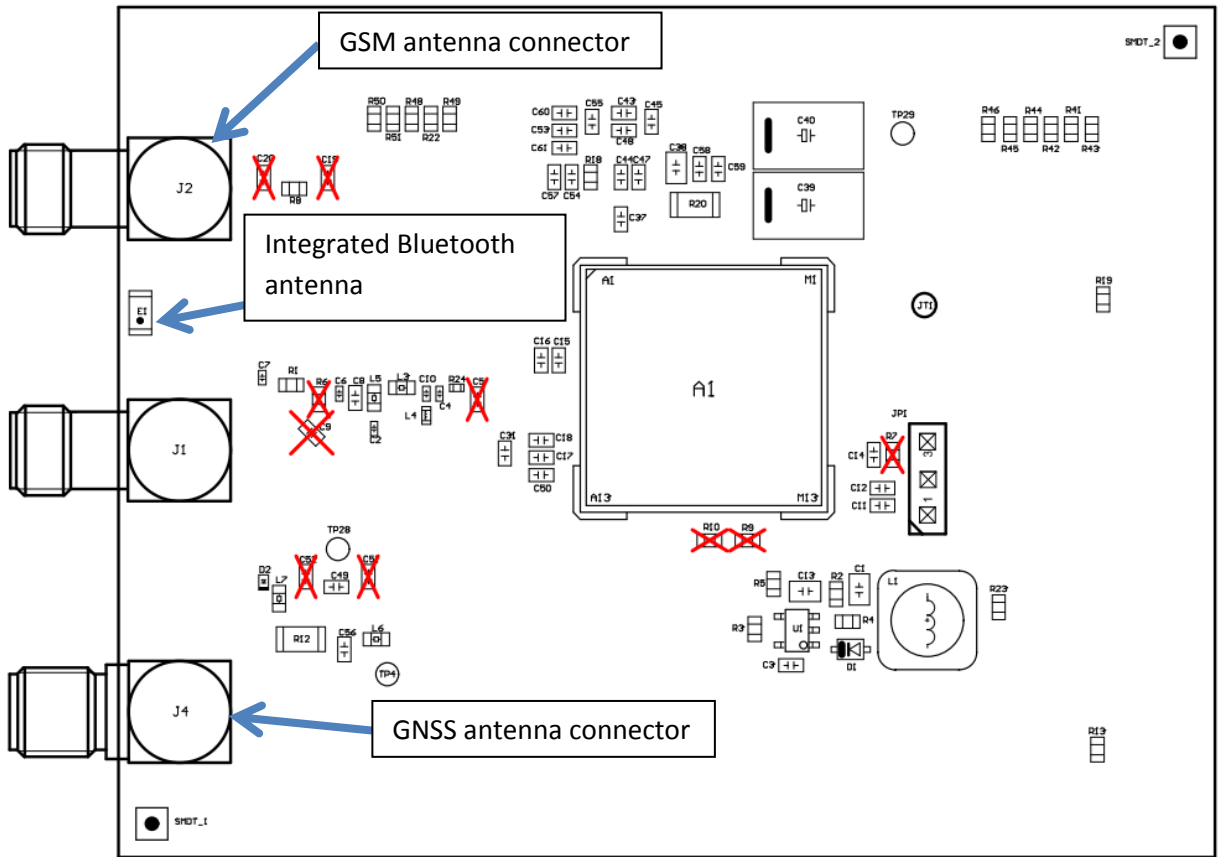 GSM antenna connector
SMDT_2
R50 R48 R49
R51 R22
C60 C55 C43 C45
C53
C48
C61
C40
TP29
R46 R44 R41
R45 R42 R43
J2
C20 C19
R8
C57 C54 R18 C44 C47 C38 C58 C59
C39
R20
C37
Integrated Bluetooth
antenna
E1
A1 M1
JT1
R19
C16 C15
C7 R1 R6 C6 C8 L5 L3 C10 R24 C5
L4 C4
C9 C2
A1
JP1
J1
C31 C18
C17
C50
C14 R7
3
C12
C11
1
A13 M13
R10 R9
TP28
D2 L7 C52 C49 C51
R5 C13 R2 C1 L1 R23
R3 U1 R4
R12 C56 L6
C3 D1
TP4
J4
GNSS antenna connector
R13
SMDT_1